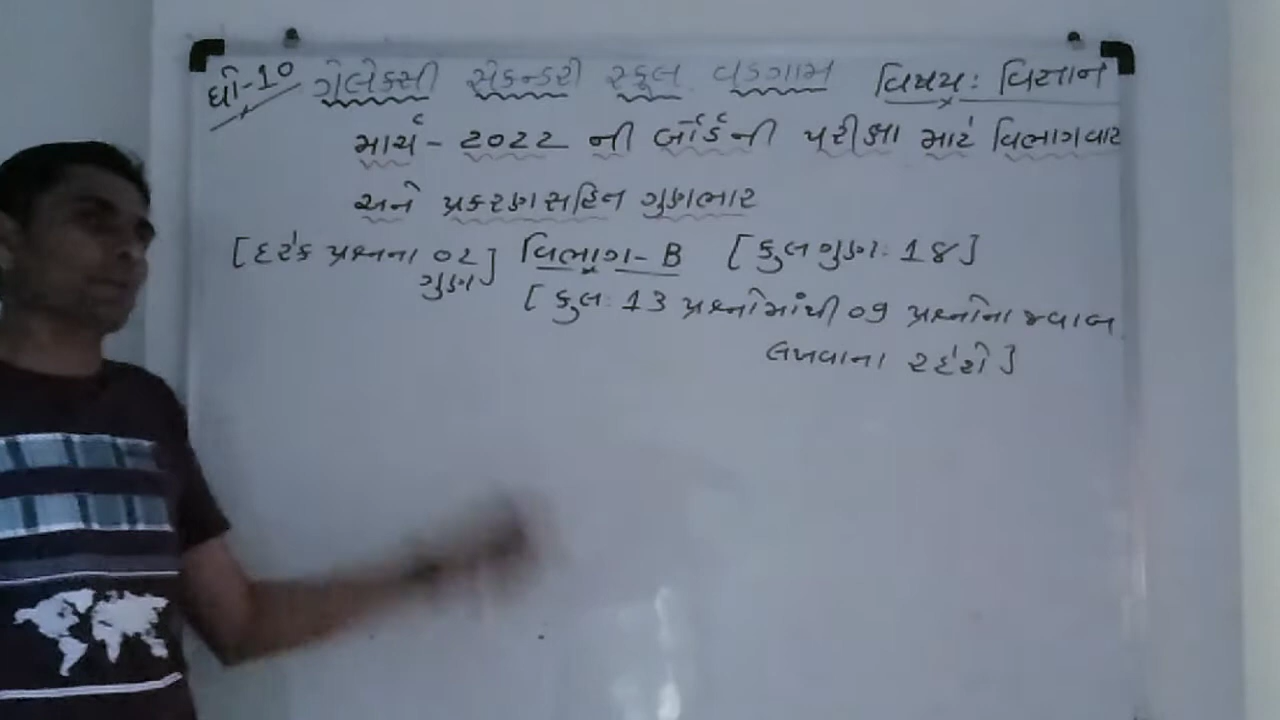 ધો-10 ગેલેક્સી સેકન્ડરી સ્કૂલ વડગામ વિષય: વિજ્ઞાન
માર્ચ - 2022 ની બોર્ડની પરીક્ષા માટે વિભાગવાર
અને પ્રકરણસહિત ગુણભાર
[દરેક પ્રશ્નના 02 ગુણ] વિભાગ- B [કુલ ગુણ: 18]
[કુલ: 13 પ્રશ્નોમાંથી 09 પ્રશ્નોના જવાબ
લખવાના રહેશે]